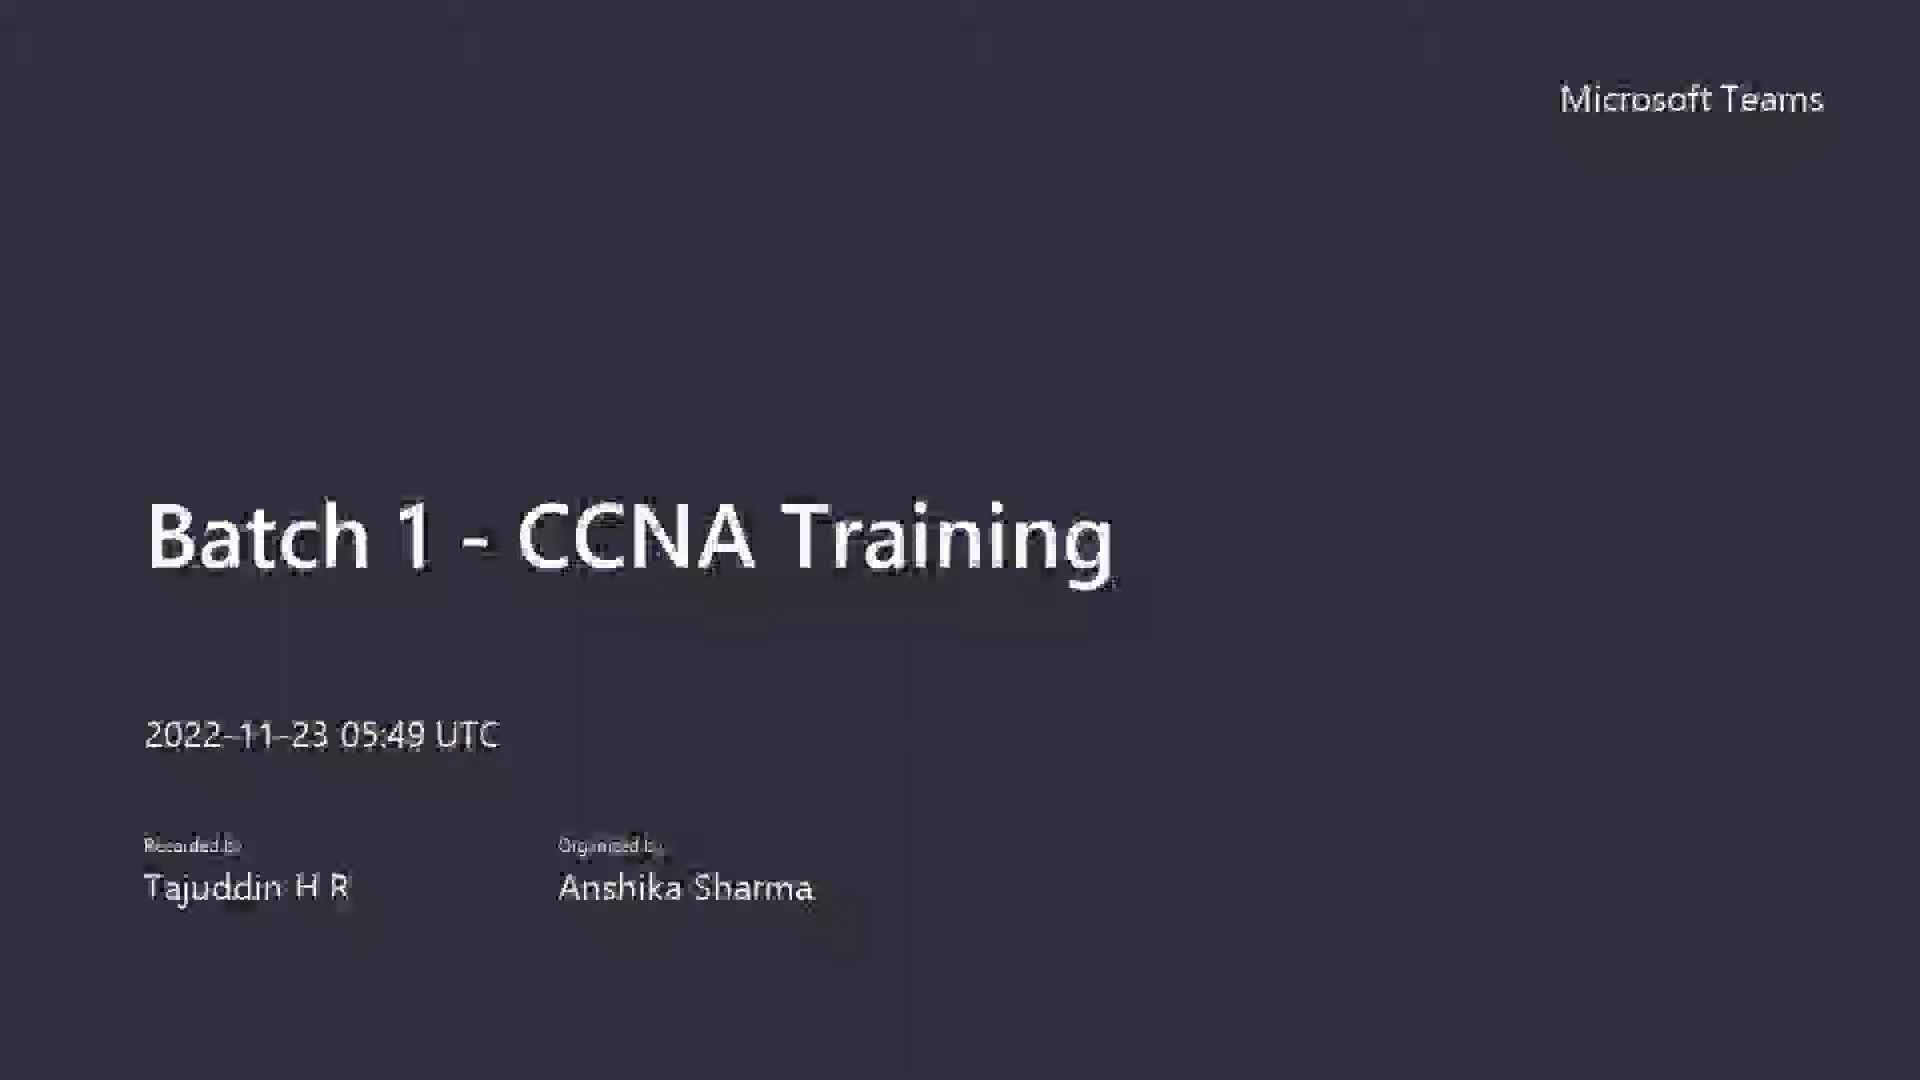 Microsoft Teams
Batch 1 - CCNA Training
2022-11-23 05:49 UTC
Recorded by
Organized by
Tajuddin H R
Anshika Sharma